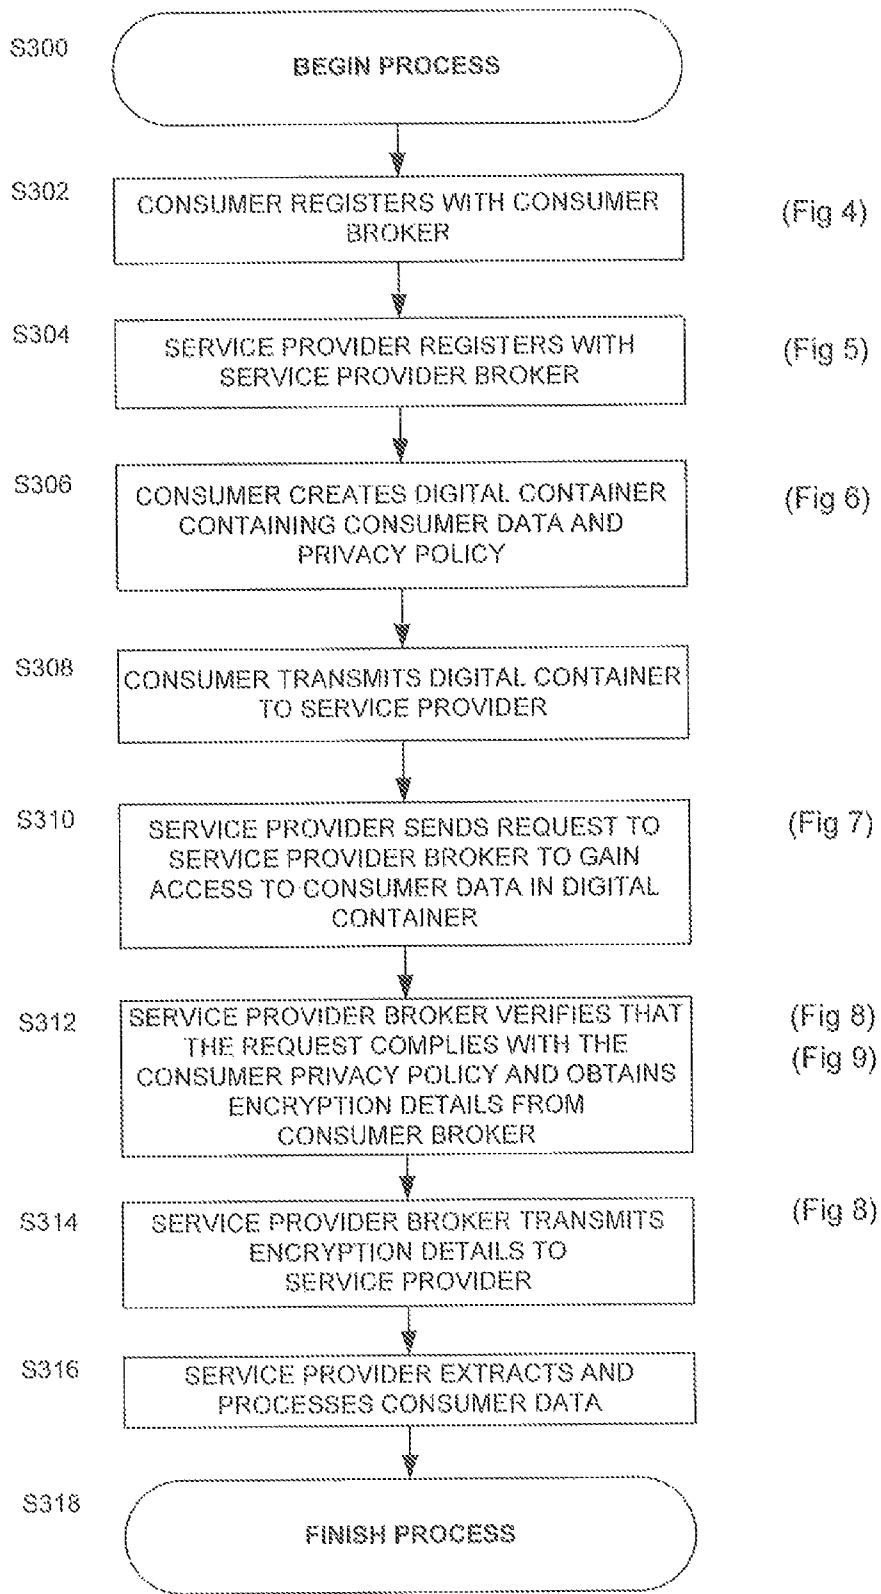 S300
BEGIN PROCESS
S302
CONSUMER REGISTERS WITH CONSUMER
BROKER
(Fig 4)
S304
SERVICE PROVIDER REGISTERS WITH
SERVICE PROVIDER BROKER
(Fig 5)
S306
CONSUMER CREATES DIGITAL CONTAINER
CONTAINING CONSUMER DATA AND
PRIVACY POLICY
(Fig 6)
S308
CONSUMER TRANSMITS DIGITAL CONTAINER
TO SERVICE PROVIDER
S310
SERVICE PROVIDER SENDS REQUEST TO
SERVICE PROVIDER BROKER TO GAIN
ACCESS TO CONSUMER DATA IN DIGITAL
CONTAINER
(Fig 7)
S312
SERVICE PROVIDER BROKER VERIFIES THAT
THE REQUEST COMPLIES WITH THE
CONSUMER PRIVACY POLICY AND OBTAINS
ENCRYPTION DETAILS FROM
CONSUMER BROKER
(Fig 8)
(Fig 9)
S314
SERVICE PROVIDER BROKER TRANSMITS
ENCRYPTION DETAILS TO
SERVICE PROVIDER
(Fig 8)
S316
SERVICE PROVIDER EXTRACTS AND
PROCESSES CONSUMER DATA
S318
FINISH PROCESS